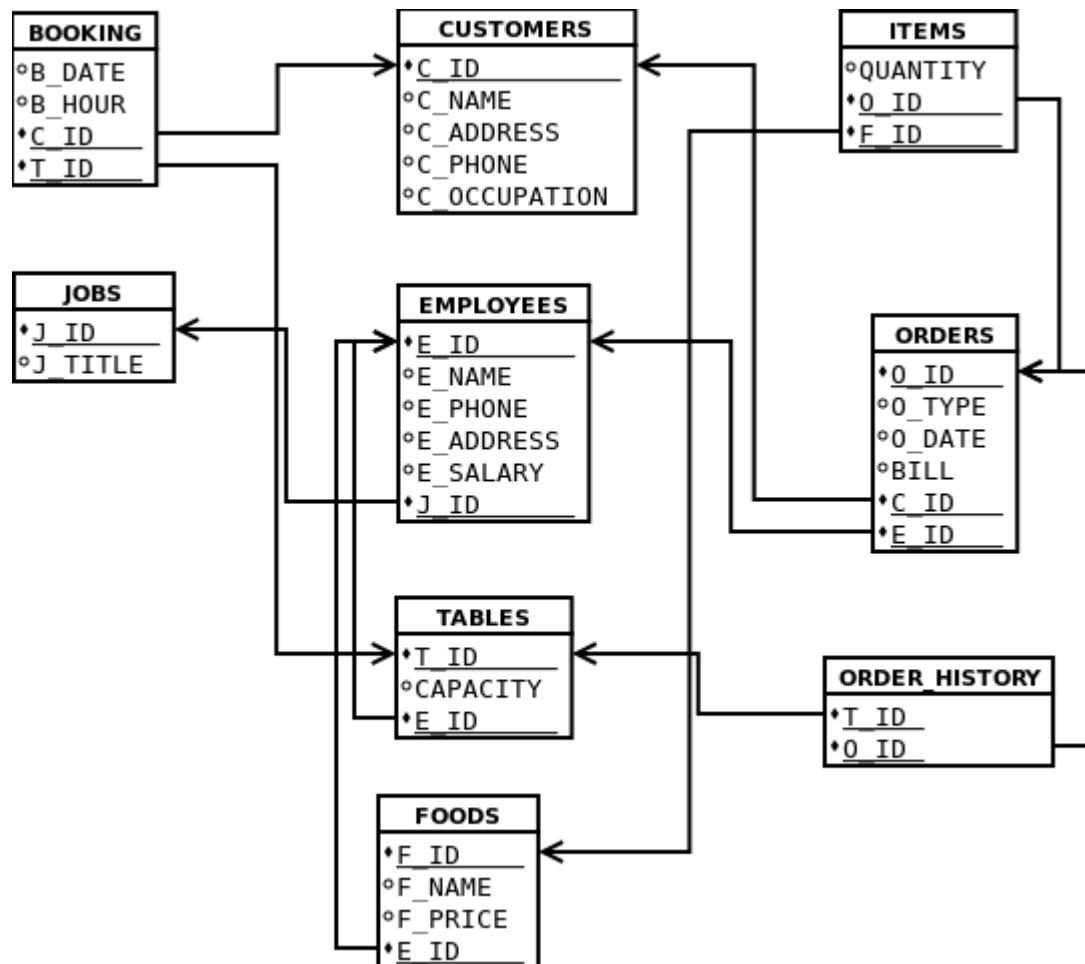 BOOKING
B_DATE
B_HOUR
C_ID
T_ID
CUSTOMERS
C_ID
C_NAME
C_ADDRESS
C_PHONE
C_OCCUPATION
ITEMS
QUANTITY
O_ID
F_ID
JOBS
J_ID
J_TITLE
EMPLOYEES
E_ID
E_NAME
E_PHONE
E_ADDRESS
E_SALARY
J_ID
ORDERS
O_ID
O_TYPE
O_DATE
BILL
C_ID
E_ID
TABLES
T_ID
CAPACITY
E_ID
ORDER_HISTORY
T_ID
O_ID
FOODS
F_ID
F_NAME
F_PRICE
E_ID